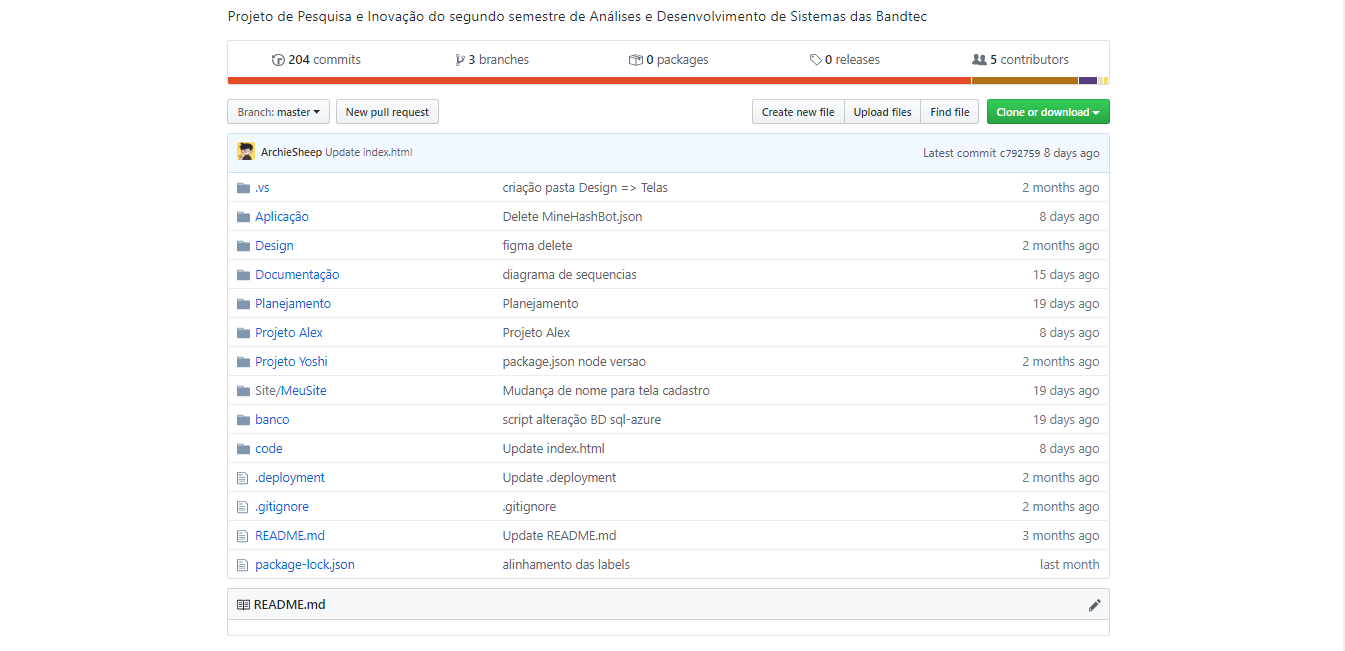 Projeto de Pesquisa e Inovação do segundo semestre de Análises e Desenvolvimento de Sistemas das Bandtec
204 commits 3 branches 0 packages 0 releases 5 contributors
Branch: master New pull request Create new file Upload files Find file Clone or download
ArchieSheep Update index.html Latest commit c792759 8 days ago
.vs criação pasta Design => Telas 2 months ago
Aplicação Delete MineHashBot.json 8 days ago
Design figma delete 2 months ago
Documentação diagrama de sequencias 15 days ago
Planejamento Planejamento 19 days ago
Projeto Alex Projeto Alex 8 days ago
Projeto Yoshi package.json node versao 2 months ago
Site/MeuSite Mudança de nome para tela cadastro 19 days ago
banco script alteração BD sql-azure 19 days ago
code Update index.html 8 days ago
.deployment Update .deployment 2 months ago
.gitignore .gitignore 2 months ago
README.md Update README.md 3 months ago
package-lock.json alinhamento das labels last month
README.md